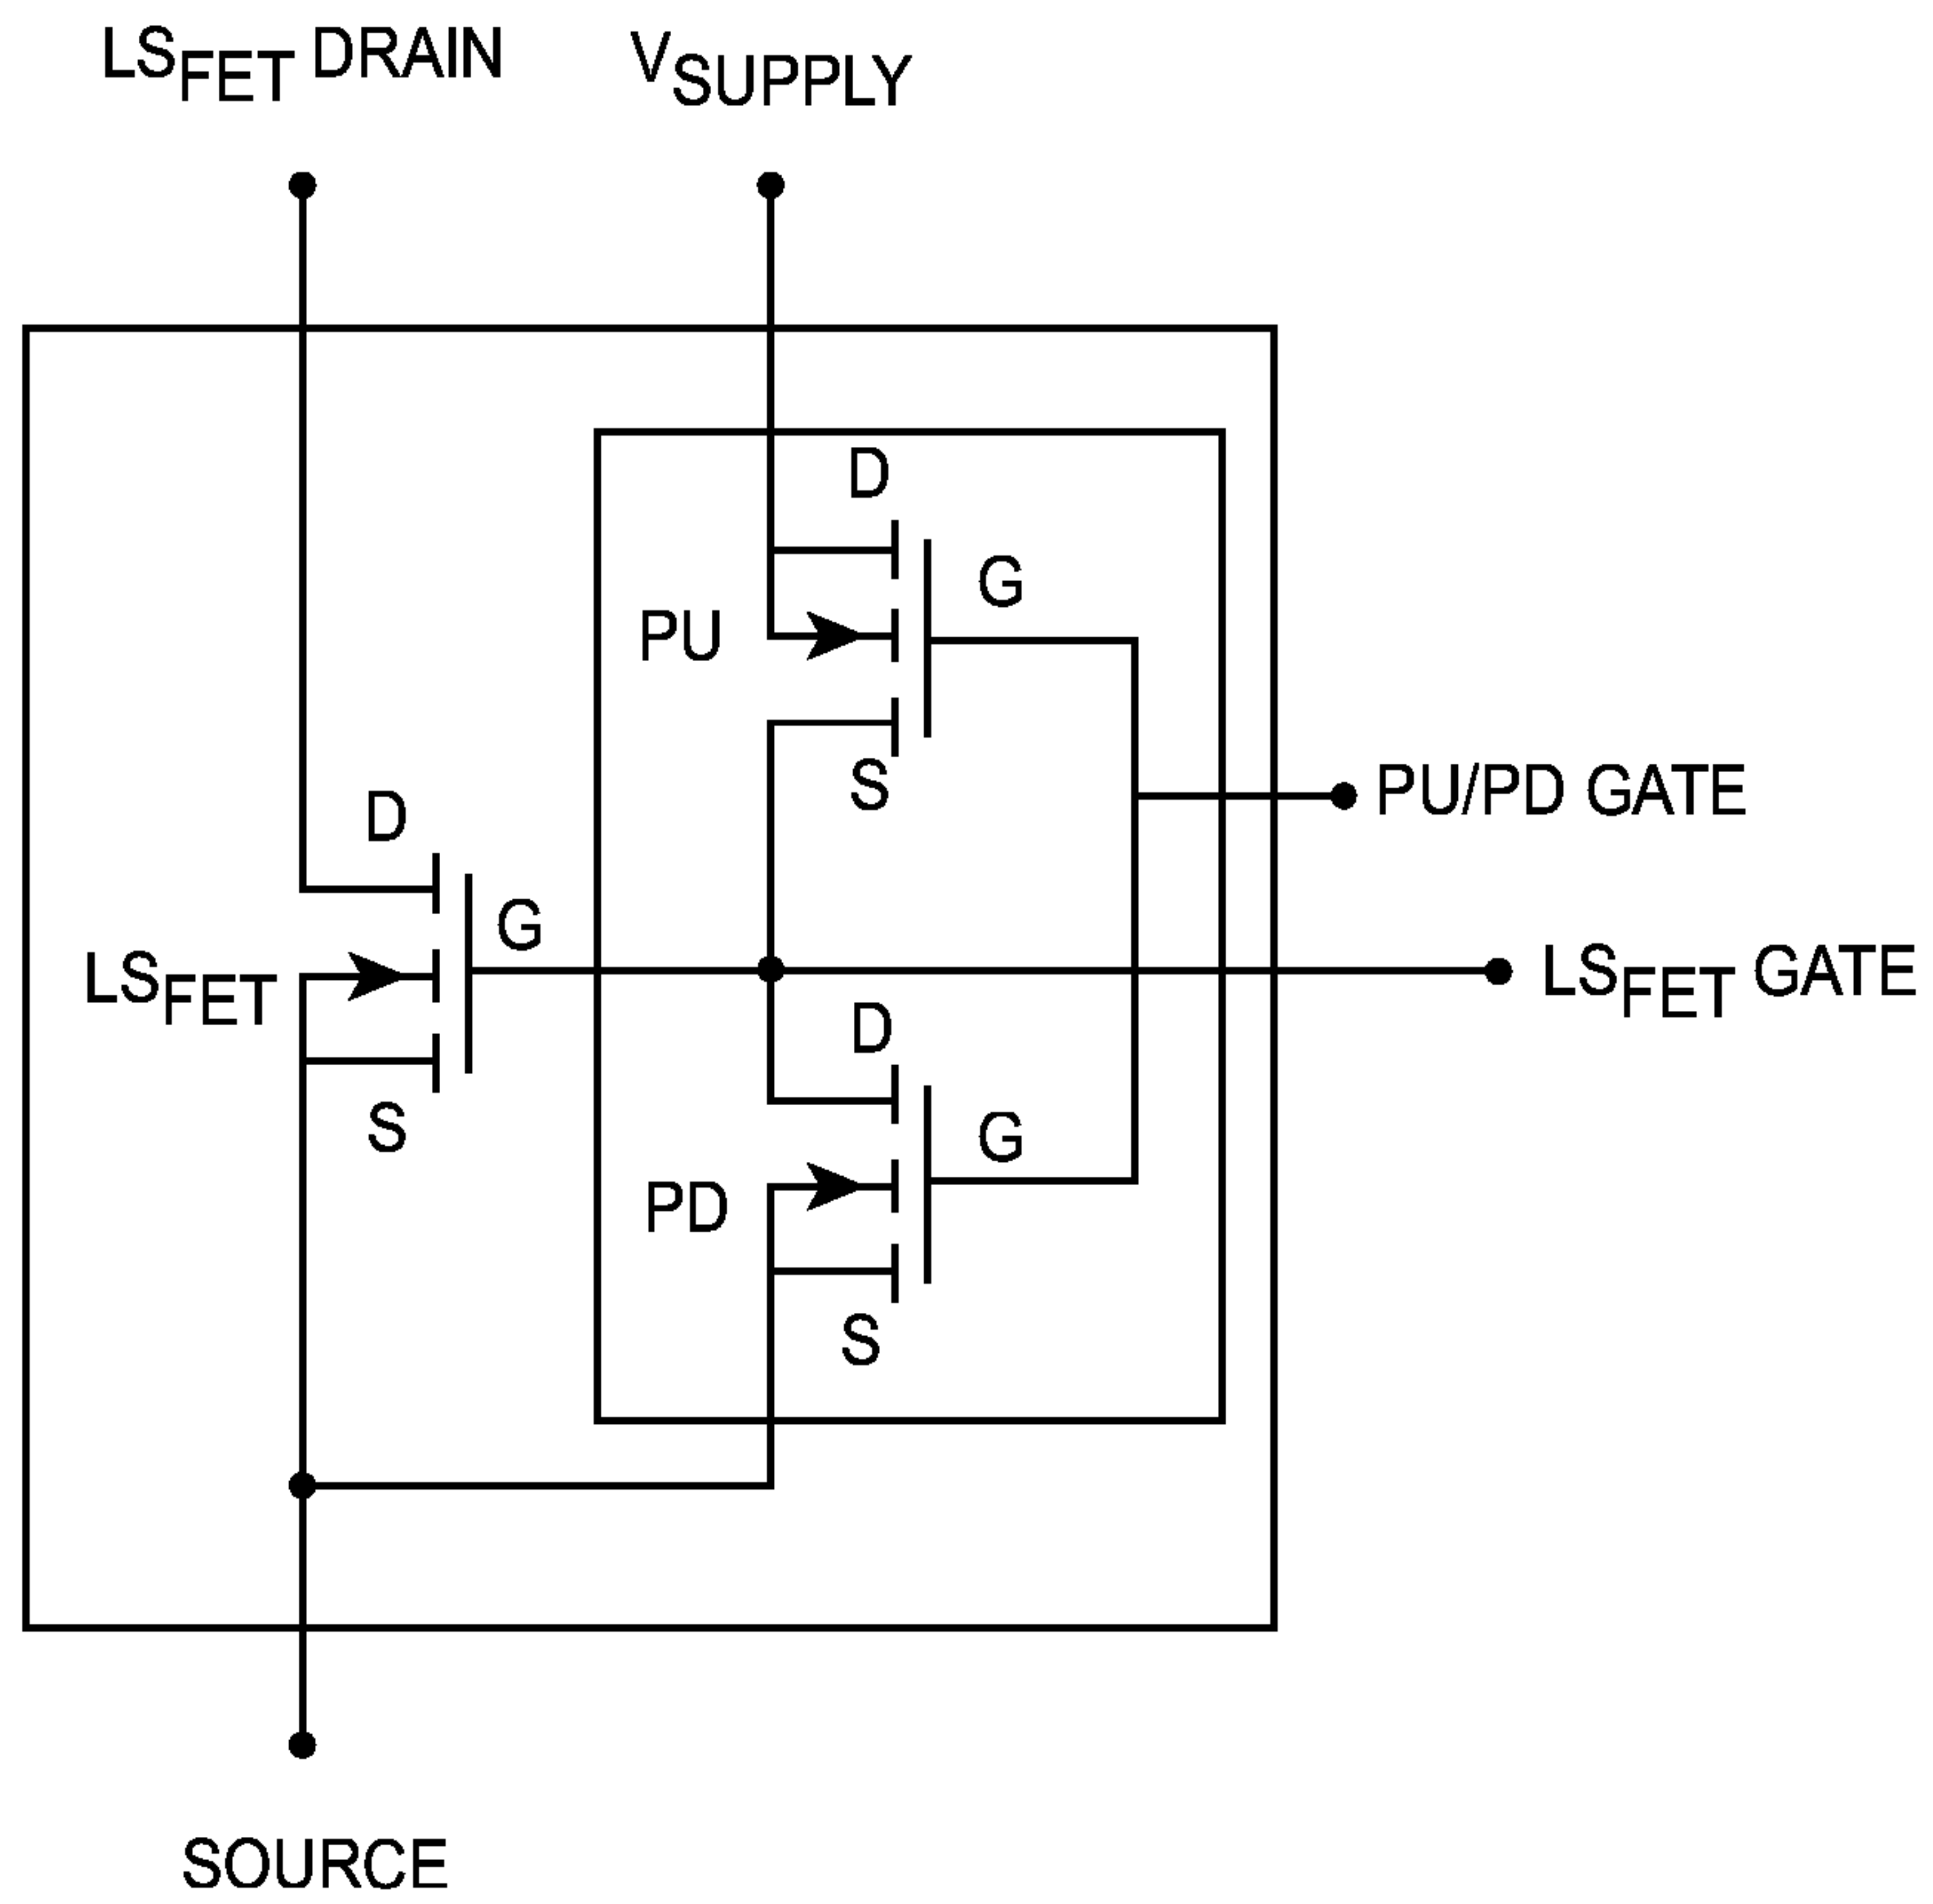 LSFET DRAIN
VSUPPLY
D
G
PU
S
PU/PD GATE
D
G
LSFET
LSFET GATE
S
D
G
PD
S
SOURCE